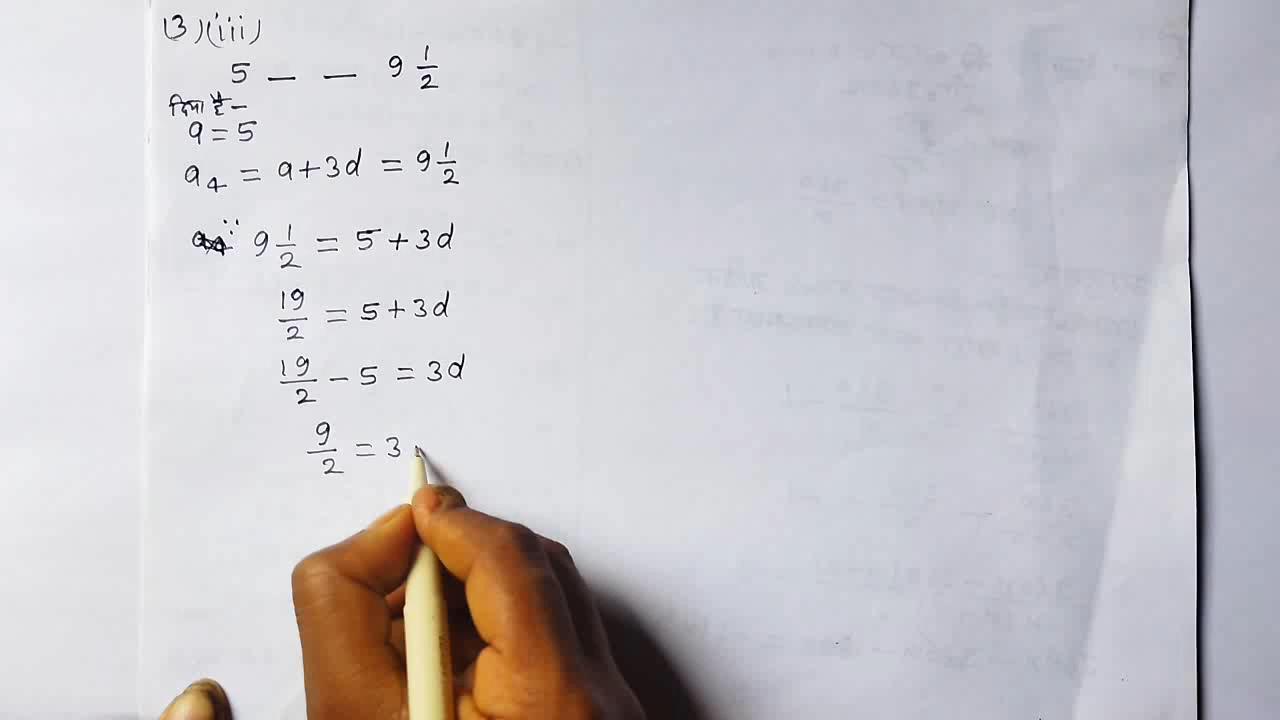 (3)(iii)
5 — — 9 1/2
दिया है-
a = 5
a₄ = a+3d = 9 1/2
∵ 9 1/2 = 5+3d
19/2 = 5+3d
19/2 - 5 = 3d
9/2 = 3